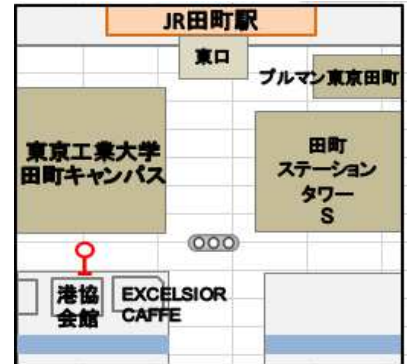 JR田町駅
東口
プルマン東京田町
東京工業大学
田町キャンパス
田町
ステーション
タワー
S
港協
会館
EXCELSIOR
CAFFE